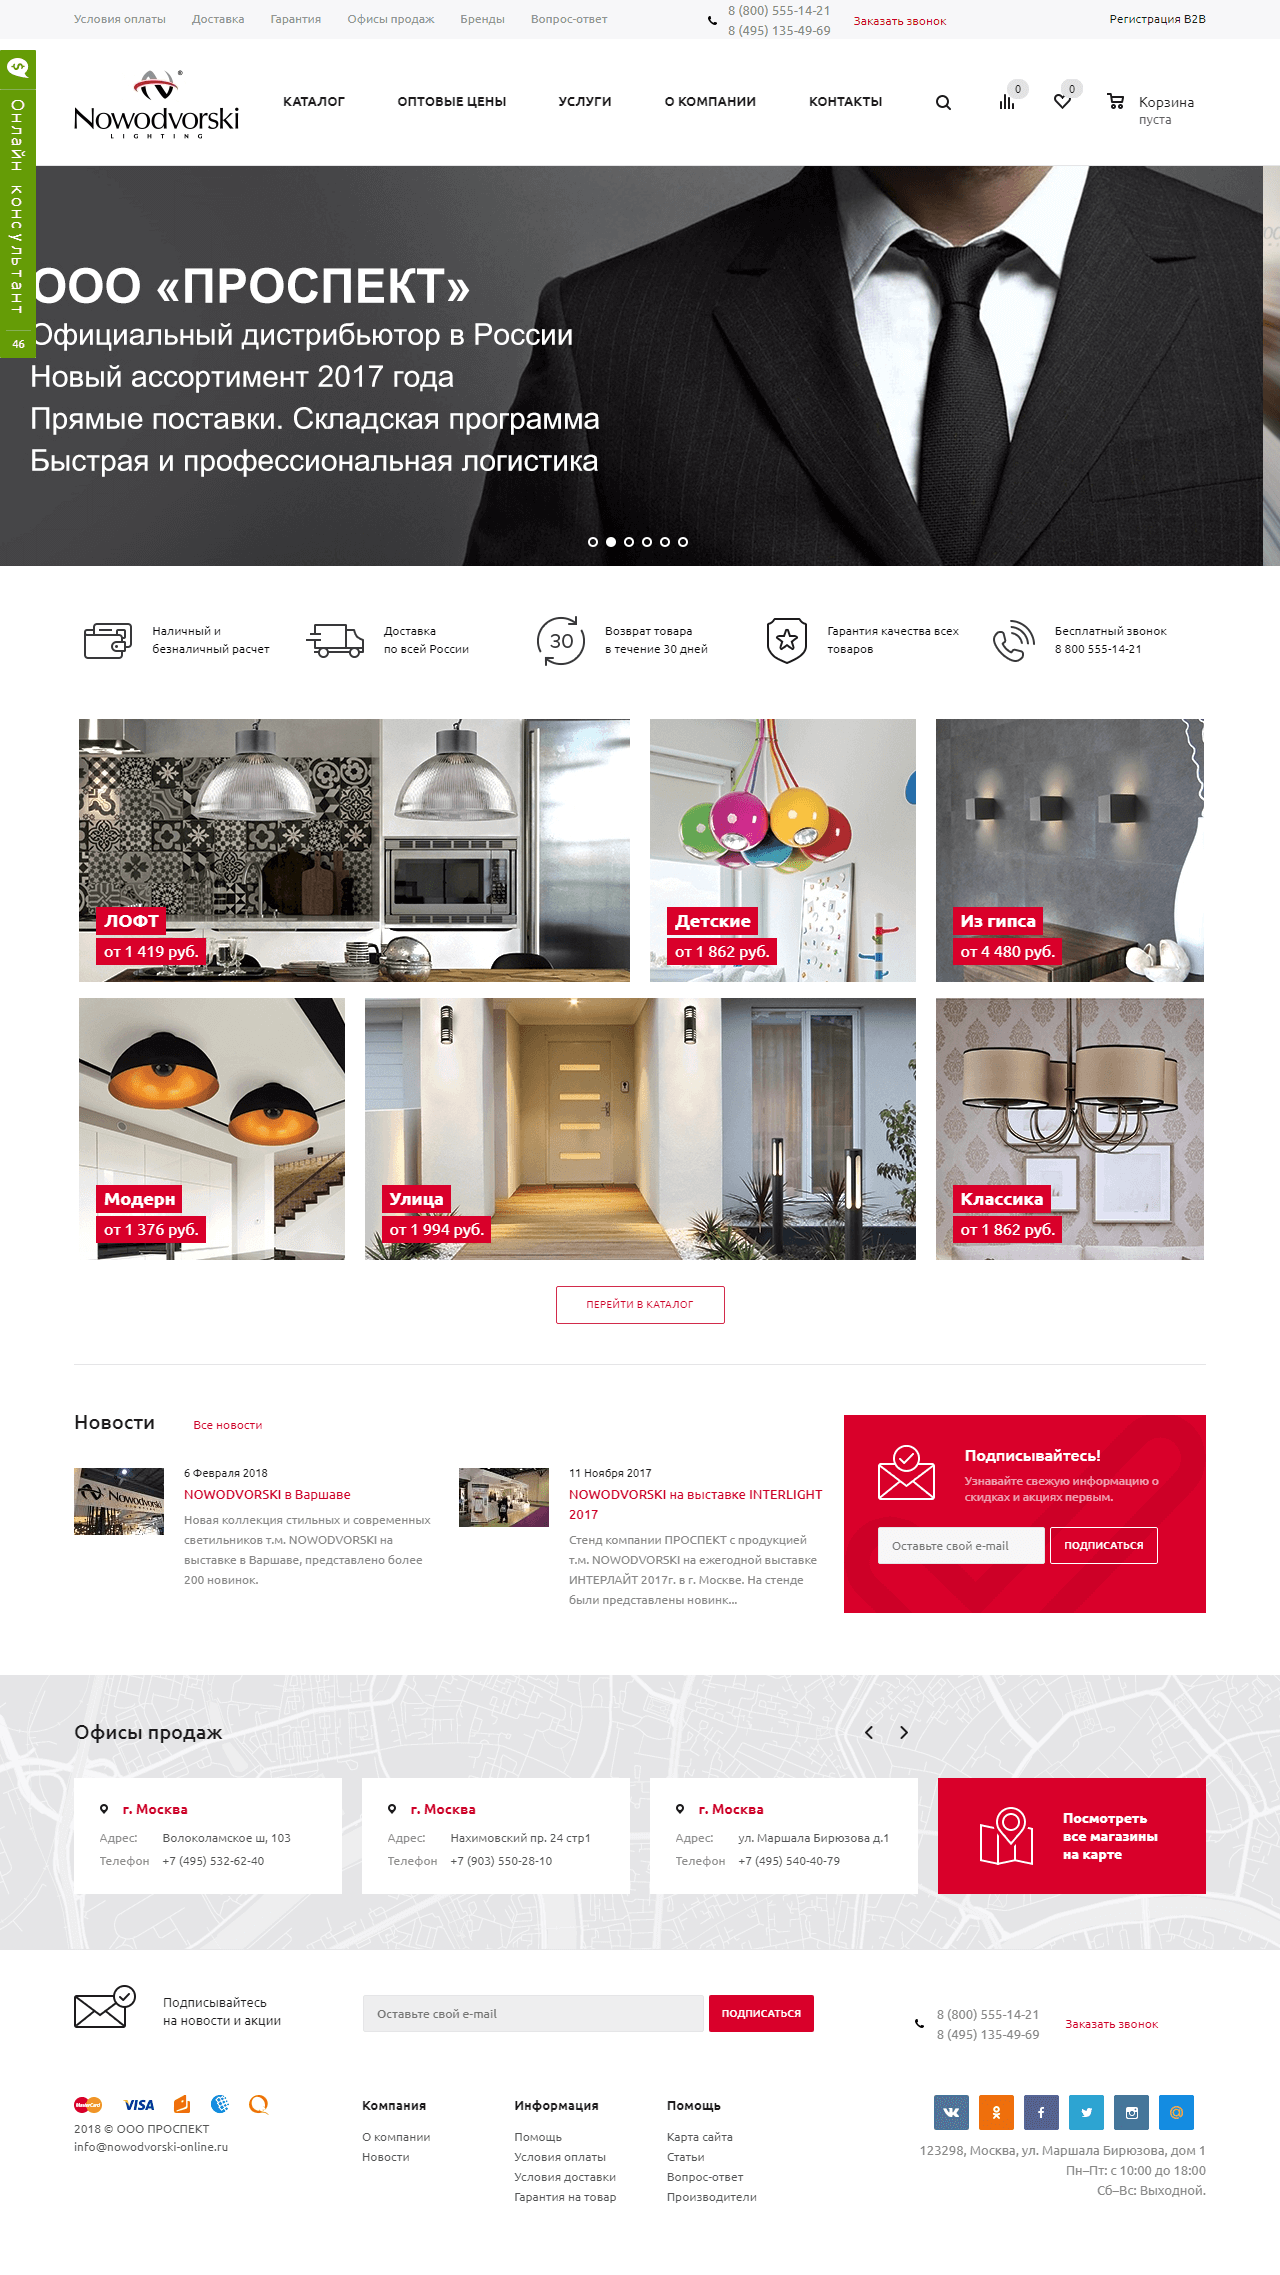 Условия оплаты Доставка Гарантия Офисы продаж Бренды Вопрос-ответ
8 (800) 555-14-21
8 (495) 135-49-69
Заказать звонок
Регистрация B2B
Онлайн консультант
46
Nowodvorski
LIGHTING
КАТАЛОГ ОПТОВЫЕ ЦЕНЫ УСЛУГИ О КОМПАНИИ КОНТАКТЫ
0
0
Корзина
пуста
ООО «ПРОСПЕКТ»
Официальный дистрибьютор в России
Новый ассортимент 2017 года
Прямые поставки. Складская программа
Быстрая и профессиональная логистика
Наличный и
безналичный расчет
Доставка
по всей России
30
Возврат товара
в течение 30 дней
Гарантия качества всех
товаров
Бесплатный звонок
8 800 555-14-21
ЛОФТ
от 1 419 руб.
Детские
от 1 862 руб.
Из гипса
от 4 480 руб.
Модерн
от 1 376 руб.
Улица
от 1 994 руб.
Классика
от 1 862 руб.
ПЕРЕЙТИ В КАТАЛОГ
Новости
Все новости
Nowodvorski
6 Февраля 2018
NOWODVORSKI в Варшаве
Новая коллекция стильных и современных
светильников т.м. NOWODVORSKI на
выставке в Варшаве, представлено более
200 новинок.
11 Ноября 2017
NOWODVORSKI на выставке INTERLIGHT
2017
Стенд компании ПРОСПЕКТ с продукцией
т.м. NOWODVORSKI на ежегодной выставке
ИНТЕРЛАЙТ 2017г. в г. Москве. На стенде
были представлены новинк...
Подписывайтесь!
Узнавайте свежую информацию о
скидках и акциях первым.
Оставьте свой e-mail
ПОДПИСАТЬСЯ
Офисы продаж
г. Москва
Адрес: Волоколамское ш, 103
Телефон +7 (495) 532-62-40
г. Москва
Адрес: Нахимовский пр. 24 стр1
Телефон +7 (903) 550-28-10
г. Москва
Адрес: ул. Маршала Бирюзова д.1
Телефон +7 (495) 540-40-79
Посмотреть
все магазины
на карте
Подписывайтесь
на новости и акции
Оставьте свой e-mail
ПОДПИСАТЬСЯ
8 (800) 555-14-21
8 (495) 135-49-69
Заказать звонок
MasterCard
VISA
2018 © ООО ПРОСПЕКТ
info@nowodvorski-online.ru
Компания
О компании
Новости
Информация
Помощь
Условия оплаты
Условия доставки
Гарантия на товар
Помощь
Карта сайта
Статьи
Вопрос-ответ
Производители
123298, Москва, ул. Маршала Бирюзова, дом 1
Пн–Пт: с 10:00 до 18:00
Сб–Вс: Выходной.